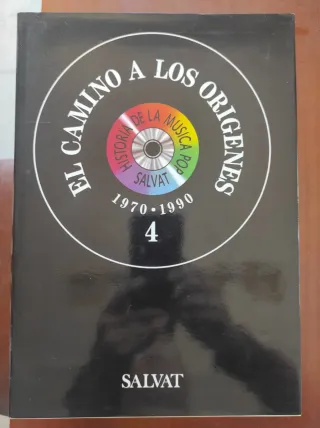 EL CAMINO A LOS ORIGENES
HISTORIA DE LA MUSICA POP
SALVAT
1970 • 1990
4
SALVAT